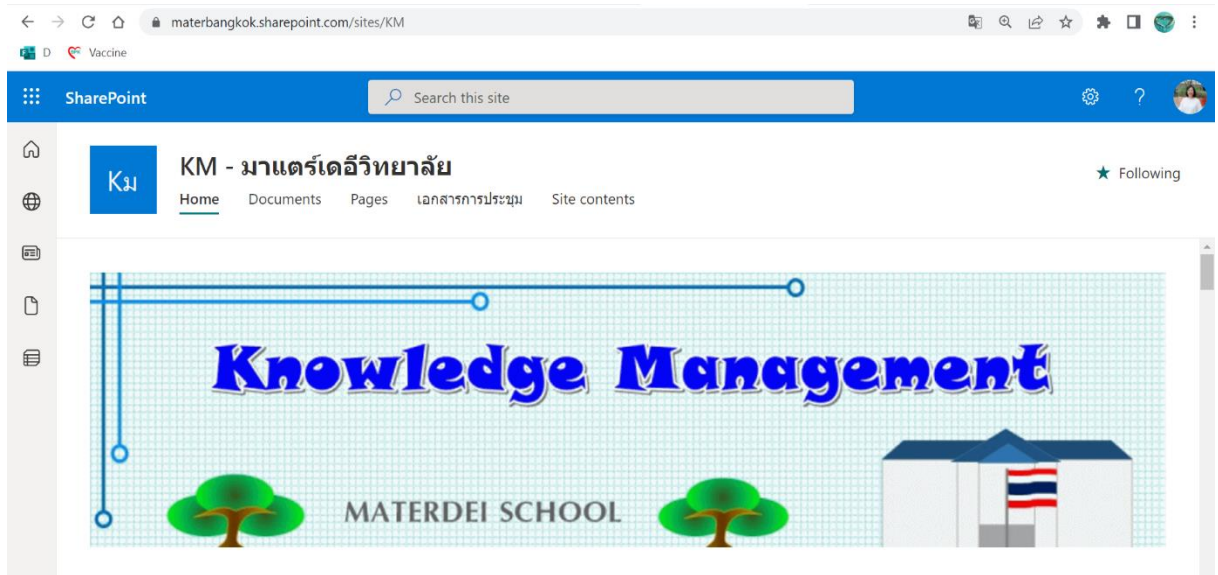 materbangkok.sharepoint.com/sites/KM
D Vaccine
SharePoint Search this site
Kม KM - มาแตร์เดอีวิทยาลัย
Following
Home Documents Pages เอกสารการประชุม Site contents
Knowledge Management
MATERDEI SCHOOL